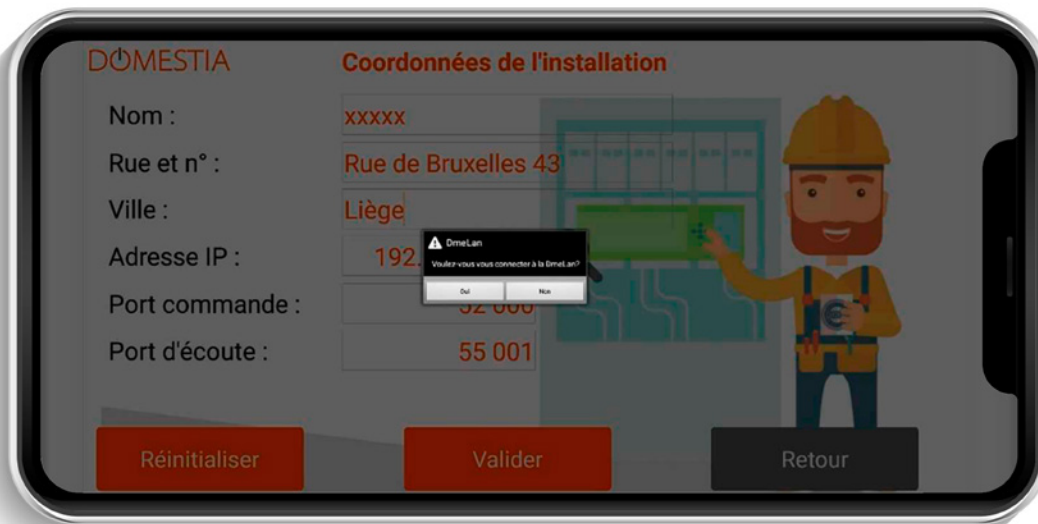 DOMESTIA
Coordonnées de l'installation
Nom :
xxxxx
Rue et n° :
Rue de Bruxelles 43
Ville :
Liège
Adresse IP :
192.
Port commande :
Port d'écoute :
55 001
DmeLan
Voulez-vous vous connecter à la DmeLan?
Oui
Non
Réinitialiser
Valider
Retour